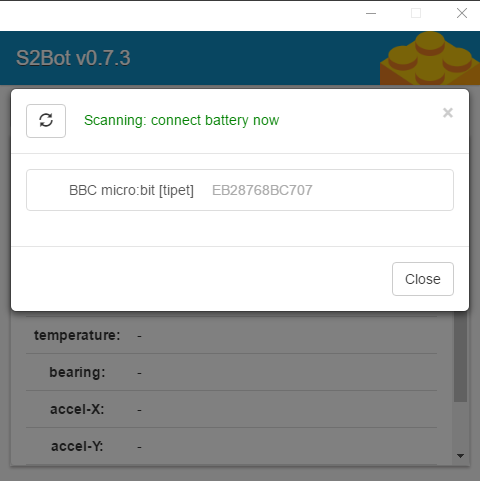 S2Bot v0.7.3
Scanning: connect battery now ×
BBC micro:bit [tipet] EB28768BC707
Close
temperature: -
bearing: -
accel-X: -
accel-Y: -